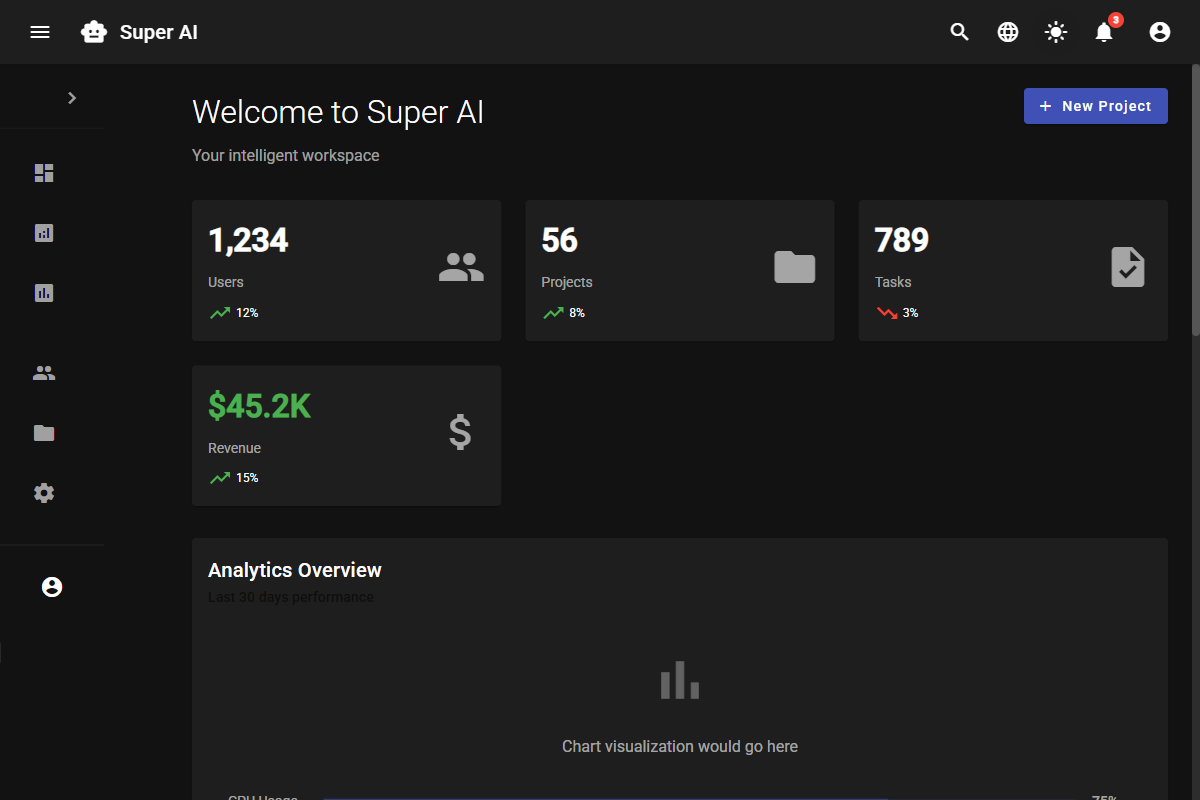 Super AI
3
Welcome to Super AI
+ New Project
Your intelligent workspace
1,234
Users
12%
56
Projects
8%
789
Tasks
3%
$45.2K
Revenue
15%
Analytics Overview
Last 30 days performance
Chart visualization would go here
CPU Usage
75%